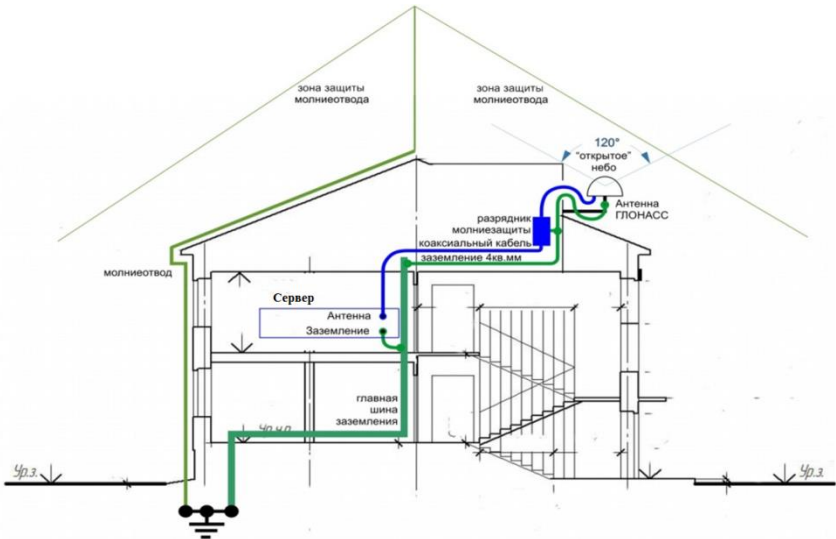 зона защиты
молниеотвода
зона защиты
молниеотвода
120°
"открытое"
небо
Антенна
ГЛОНАСС
разрядник
молниезащиты
коаксиальный кабель
заземление 4кв.мм
молниеотвод
Сервер
Антенна
Заземление
главная
шина
заземления
Ур.ч.р.
Ур.з.
Ур.з.